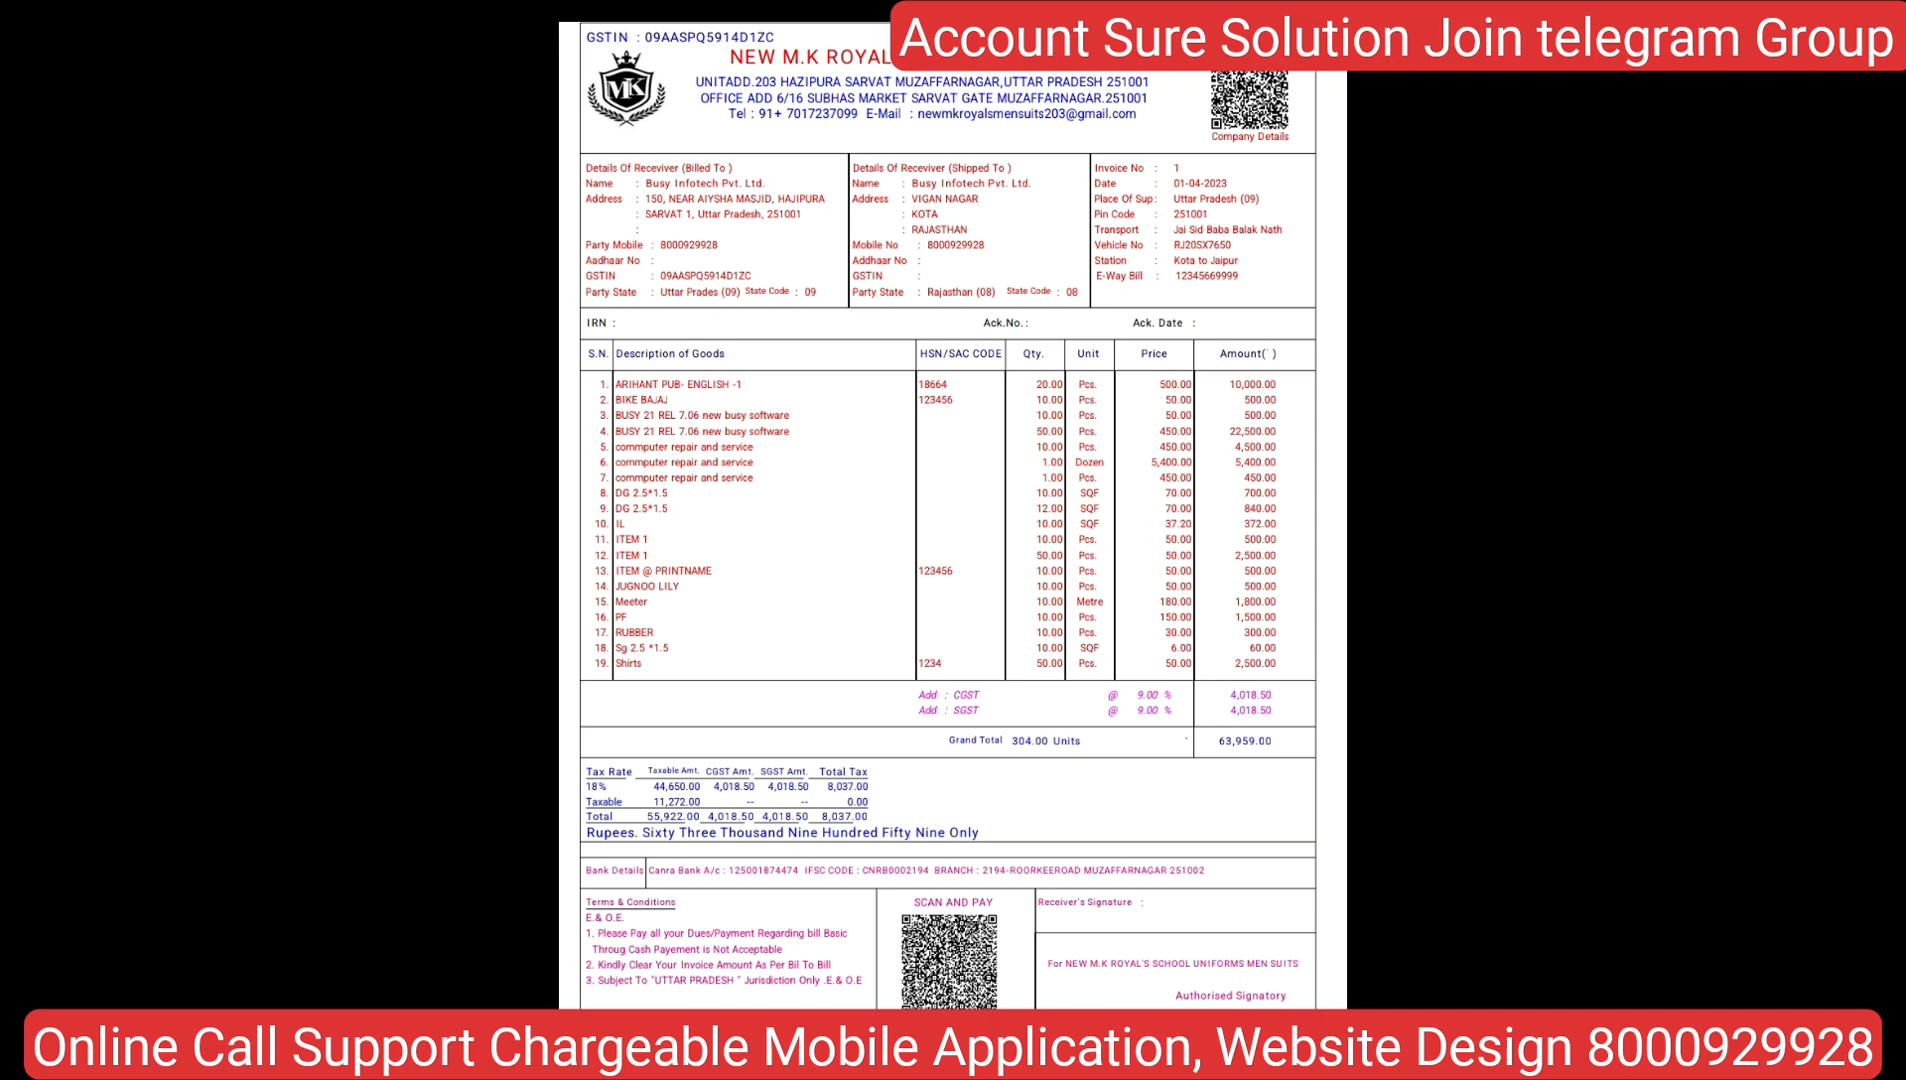 Account Sure Solution Join telegram Group
GSTIN : 09AASPQ5914D1ZC
NEW M.K ROYAL
MK
UNITADD.203 HAZIPURA SARVAT MUZAFFARNAGAR,UTTAR PRADESH 251001
OFFICE ADD 6/16 SUBHAS MARKET SARVAT GATE MUZAFFARNAGAR.251001
Tel : 91+ 7017237099 E-Mail : newmkroyalsmensuits203@gmail.com
Company Details
Details Of Receviver (Billed To )
Name : Busy Infotech Pvt. Ltd.
Address : 150, NEAR AIYSHA MASJID, HAJIPURA
: SARVAT 1, Uttar Pradesh, 251001
:
Party Mobile : 8000929928
Aadhaar No :
GSTIN : 09AASPQ5914D1ZC
Party State : Uttar Prades (09) State Code : 09
Details Of Receviver (Shipped To )
Name : Busy Infotech Pvt. Ltd.
Address : VIGAN NAGAR
: KOTA
: RAJASTHAN
Mobile No : 8000929928
Addhaar No :
GSTIN :
Party State : Rajasthan (08) State Code : 08
Invoice No : 1
Date : 01-04-2023
Place Of Sup : Uttar Pradesh (09)
Pin Code : 251001
Transport : Jai Sid Baba Balak Nath
Vehicle No : RJ20SX7650
Station : Kota to Jaipur
E-Way Bill : 12345669999
IRN : Ack.No. : Ack. Date :
S.N. Description of Goods HSN/SAC CODE Qty. Unit Price Amount(` )
1. ARIHANT PUB- ENGLISH -1 18664 20.00 Pcs. 500.00 10,000.00
2. BIKE BAJAJ 123456 10.00 Pcs. 50.00 500.00
3. BUSY 21 REL 7.06 new busy software 10.00 Pcs. 50.00 500.00
4. BUSY 21 REL 7.06 new busy software 50.00 Pcs. 450.00 22,500.00
5. commputer repair and service 10.00 Pcs. 450.00 4,500.00
6. commputer repair and service 1.00 Dozen 5,400.00 5,400.00
7. commputer repair and service 1.00 Pcs. 450.00 450.00
8. DG 2.5*1.5 10.00 SQF 70.00 700.00
9. DG 2.5*1.5 12.00 SQF 70.00 840.00
10. IL 10.00 SQF 37.20 372.00
11. ITEM 1 10.00 Pcs. 50.00 500.00
12. ITEM 1 50.00 Pcs. 50.00 2,500.00
13. ITEM @ PRINTNAME 123456 10.00 Pcs. 50.00 500.00
14. JUGNOO LILY 10.00 Pcs. 50.00 500.00
15. Meeter 10.00 Metre 180.00 1,800.00
16. PF 10.00 Pcs. 150.00 1,500.00
17. RUBBER 10.00 Pcs. 30.00 300.00
18. Sg 2.5 *1.5 10.00 SQF 6.00 60.00
19. Shirts 1234 50.00 Pcs. 50.00 2,500.00
Add : CGST @ 9.00 % 4,018.50
Add : SGST @ 9.00 % 4,018.50
Grand Total 304.00 Units ` 63,959.00
Tax Rate Taxable Amt. CGST Amt. SGST Amt. Total Tax
18% 44,650.00 4,018.50 4,018.50 8,037.00
Taxable 11,272.00 -- -- 0.00
Total 55,922.00 4,018.50 4,018.50 8,037.00
Rupees. Sixty Three Thousand Nine Hundred Fifty Nine Only
Bank Details Canra Bank A/c : 125001874474 IFSC CODE : CNRB0002194 BRANCH : 2194-ROORKEEROAD MUZAFFARNAGAR 251002
Terms & Conditions
E.& O.E.
1. Please Pay all your Dues/Payment Regarding bill Basic
Throug Cash Payement is Not Acceptable
2. Kindly Clear Your Invoice Amount As Per Bil To Bill
3. Subject To "UTTAR PRADESH " Jurisdiction Only .E.& O.E
SCAN AND PAY
Receiver's Signature :
For NEW M.K ROYAL'S SCHOOL UNIFORMS MEN SUITS
Authorised Signatory
Online Call Support Chargeable Mobile Application, Website Design 8000929928